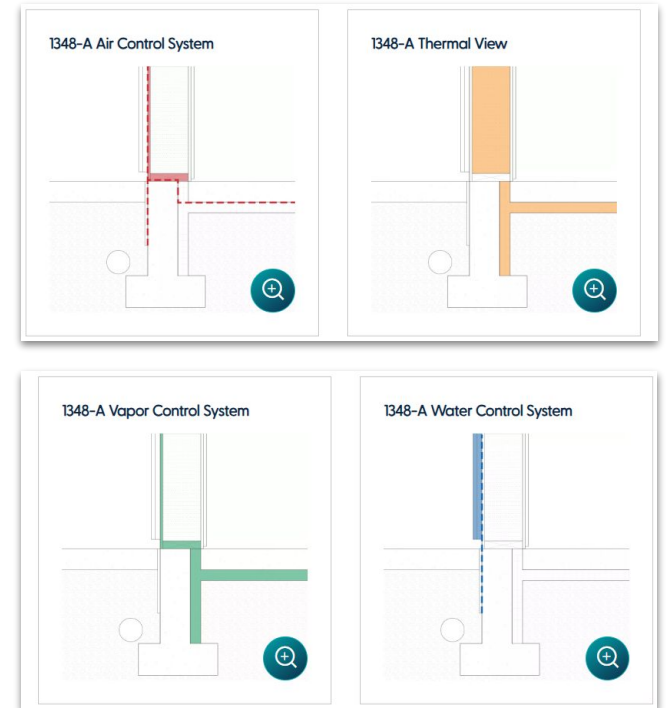 1348-A Air Control System
1348-A Thermal View
1348-A Vapor Control System
1348-A Water Control System